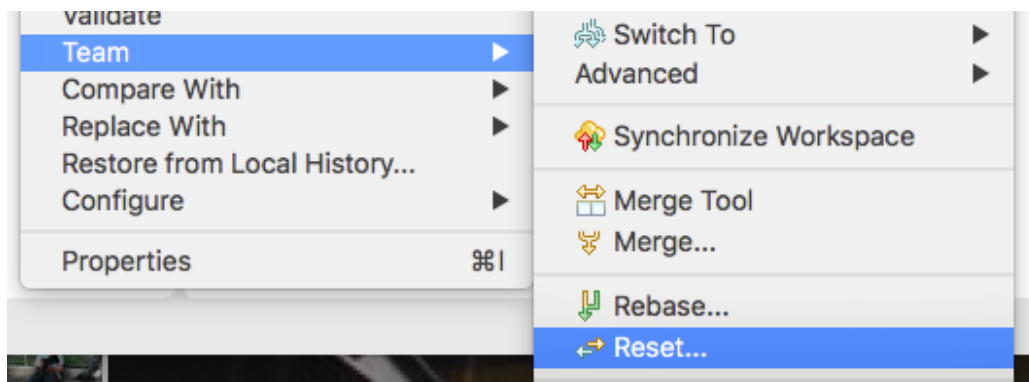 Validate
Team
Compare With
Replace With
Restore from Local History...
Configure
Properties ⌘I
Switch To
Advanced
Synchronize Workspace
Merge Tool
Merge...
Rebase...
Reset...